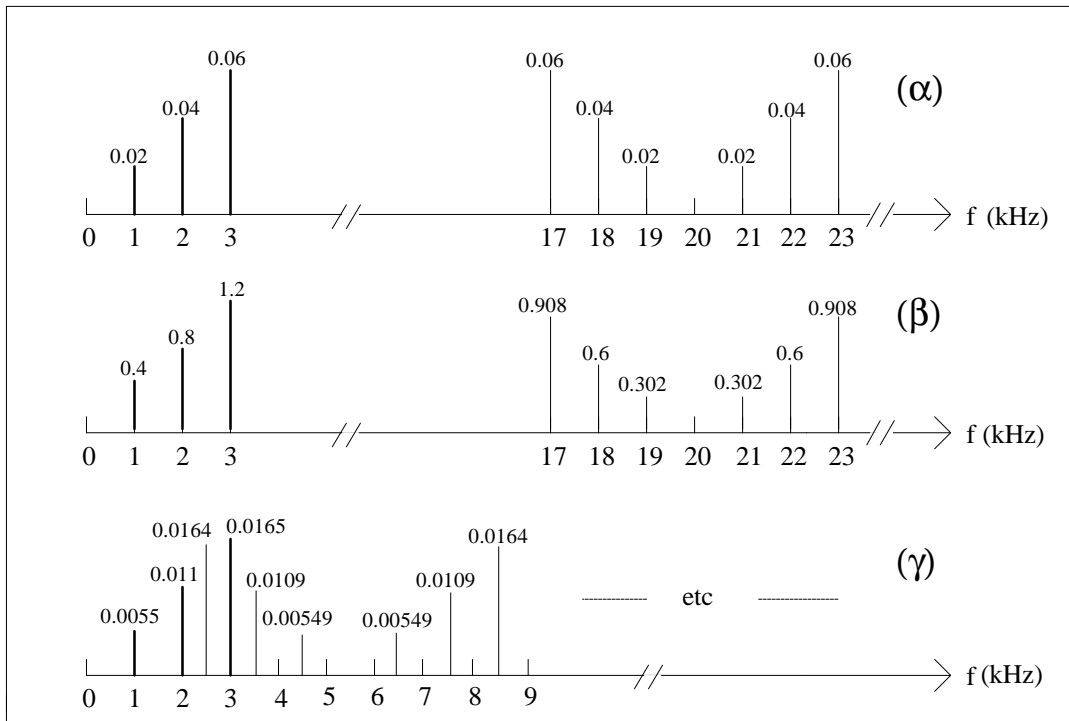 0.06 0.06 0.06
(α)
0.04 0.04 0.04
0.02 0.02 0.02
f (kHz)
0 1 2 3 17 18 19 20 21 22 23
1.2
0.908 0.908
(β)
0.8
0.6 0.6
0.4 0.302 0.302
f (kHz)
0 1 2 3 17 18 19 20 21 22 23
0.0164 0.0165 0.0164
(γ)
0.011 0.0109 0.0109
etc
0.0055 0.00549 0.00549
f (kHz)
0 1 2 3 4 5 6 7 8 9